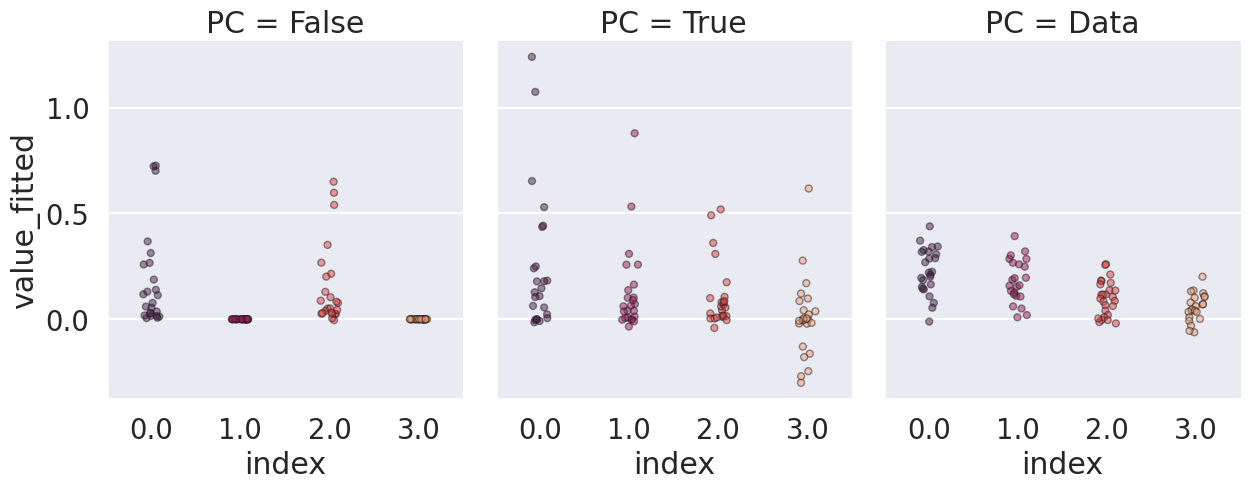 PC = False
PC = True
PC = Data
value_fitted
1.0
0.5
0.0
0.0 1.0 2.0 3.0
0.0 1.0 2.0 3.0
0.0 1.0 2.0 3.0
index
index
index